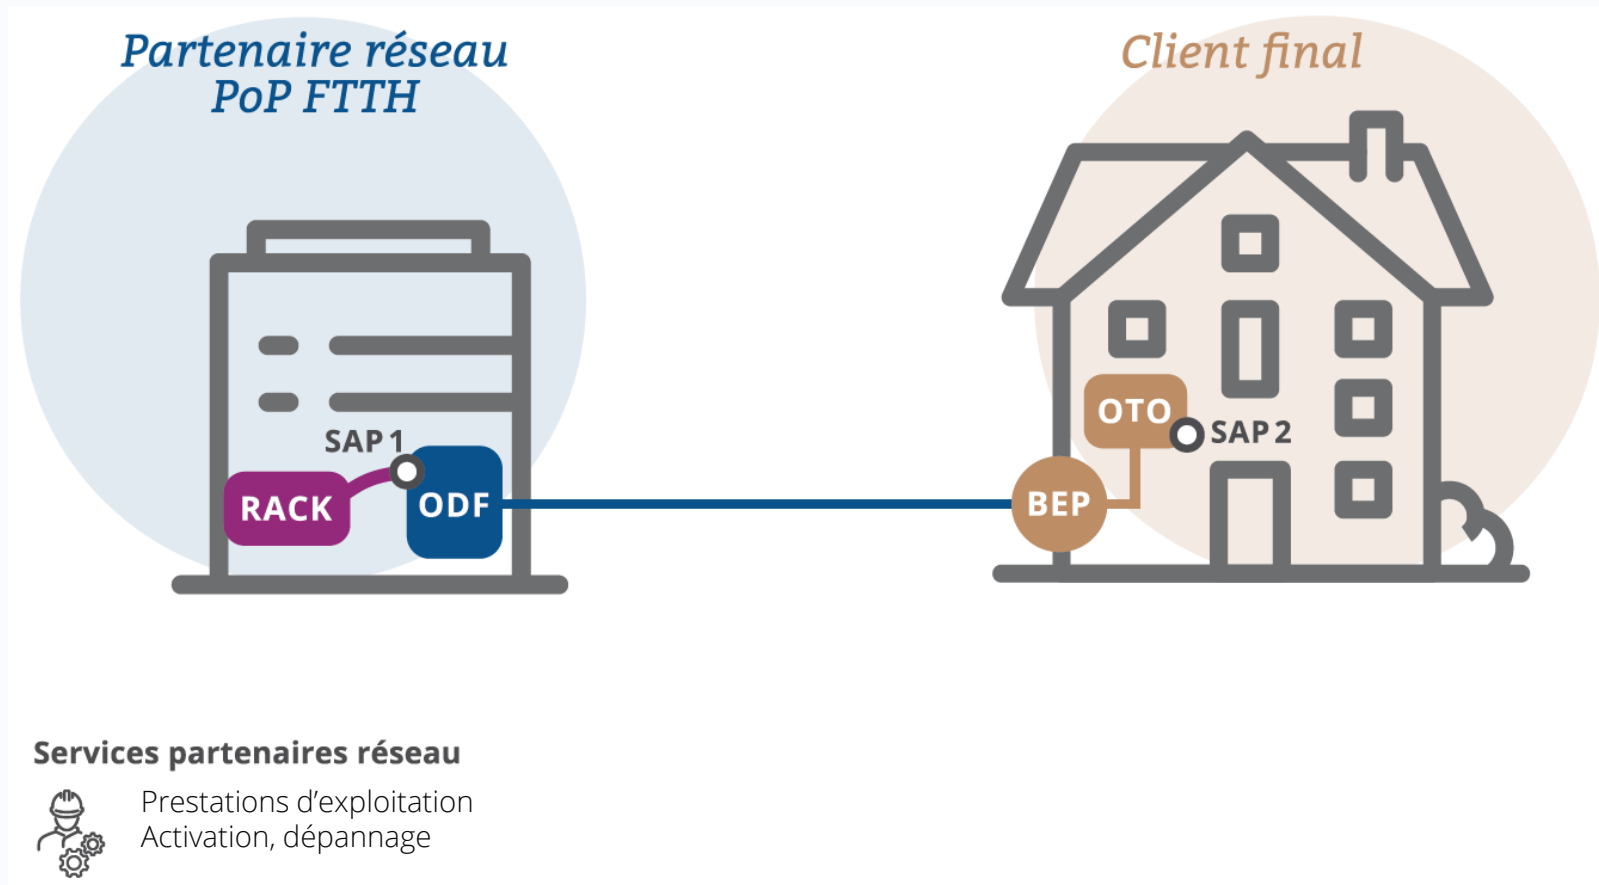 Partenaire réseau
PoP FTTH
Client final
SAP 1
RACK
ODF
BEP
OTO
SAP 2
Services partenaires réseau
Prestations d’exploitation
Activation, dépannage